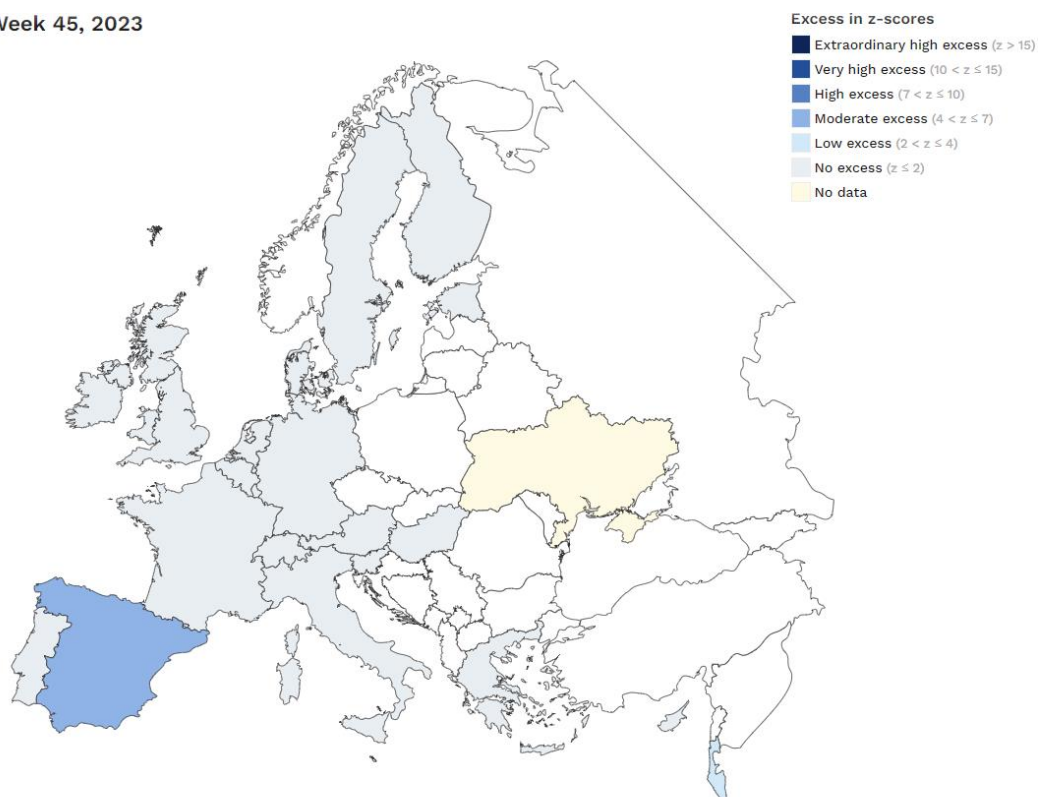 Week 45, 2023
Excess in z-scores
Extraordinary high excess (z > 15)
Very high excess (10 < z ≤ 15)
High excess (7 < z ≤ 10)
Moderate excess (4 < z ≤ 7)
Low excess (2 < z ≤ 4)
No excess (z ≤ 2)
No data